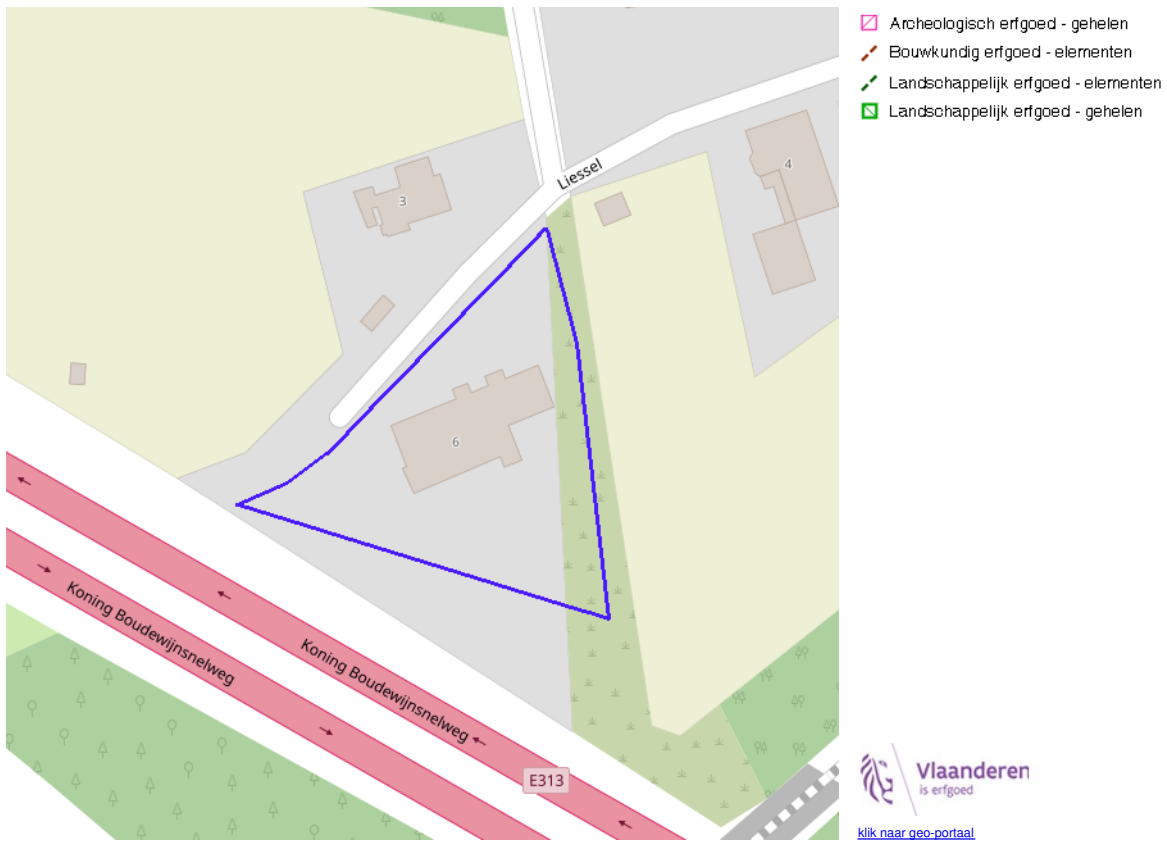 Archeologisch erfgoed - gehelen
Bouwkundig erfgoed - elementen
Landschappelijk erfgoed - elementen
Landschappelijk erfgoed - gehelen
Liessel
3
4
6
Koning Boudewijnsnelweg
Koning Boudewijnsnelweg
E313
Vlaanderen
is erfgoed
klik naar geo-portaal